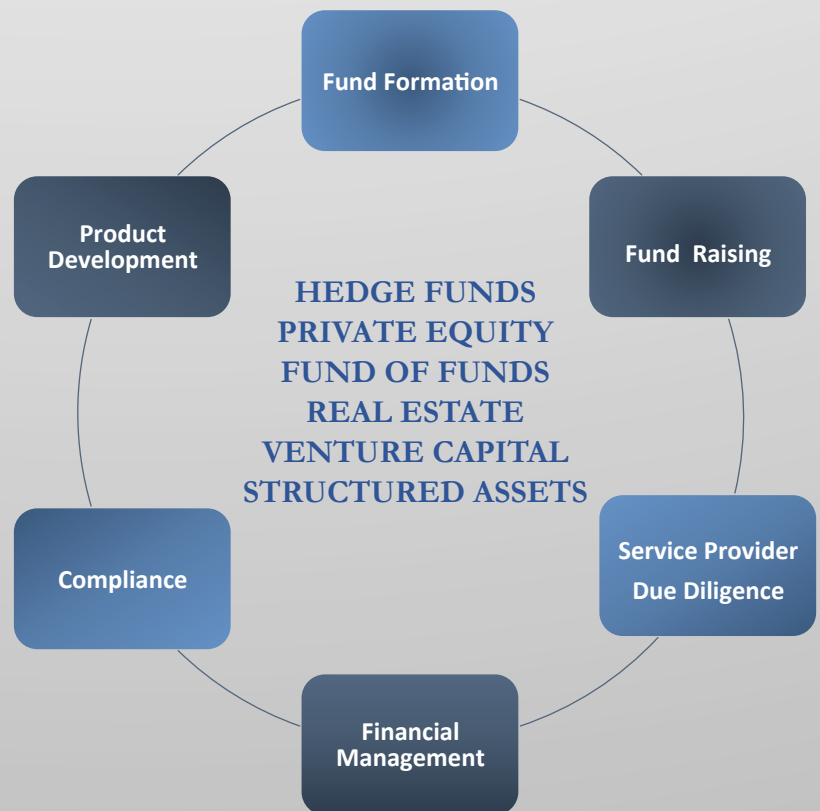 Fund Formation
Fund Raising
Product
Development
HEDGE FUNDS
PRIVATE EQUITY
FUND OF FUNDS
REAL ESTATE
VENTURE CAPITAL
STRUCTURED ASSETS
Service Provider
Due Diligence
Compliance
Financial
Management